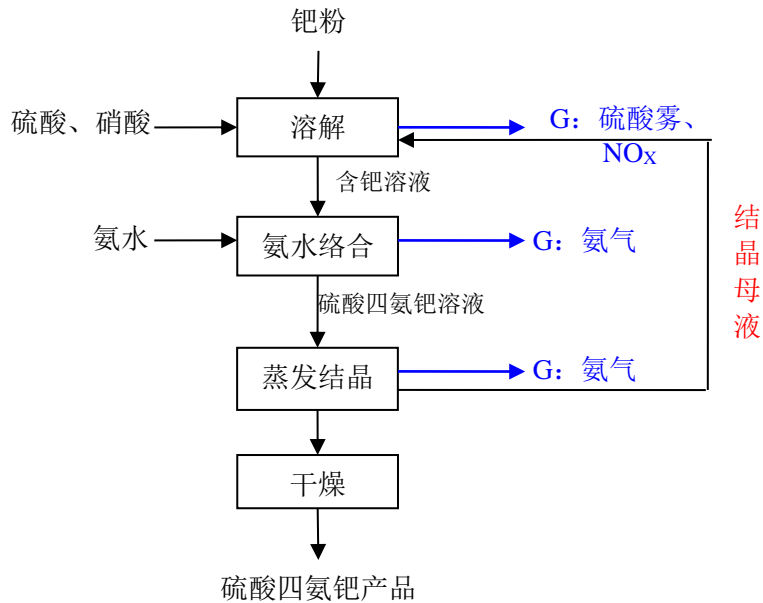 钯粉
硫酸、硝酸
溶解
G：硫酸雾、
NOX
含钯溶液
氨水
氨水络合
G：氨气
硫酸四氨钯溶液
蒸发结晶
G：氨气
结
晶
母
液
干燥
硫酸四氨钯产品